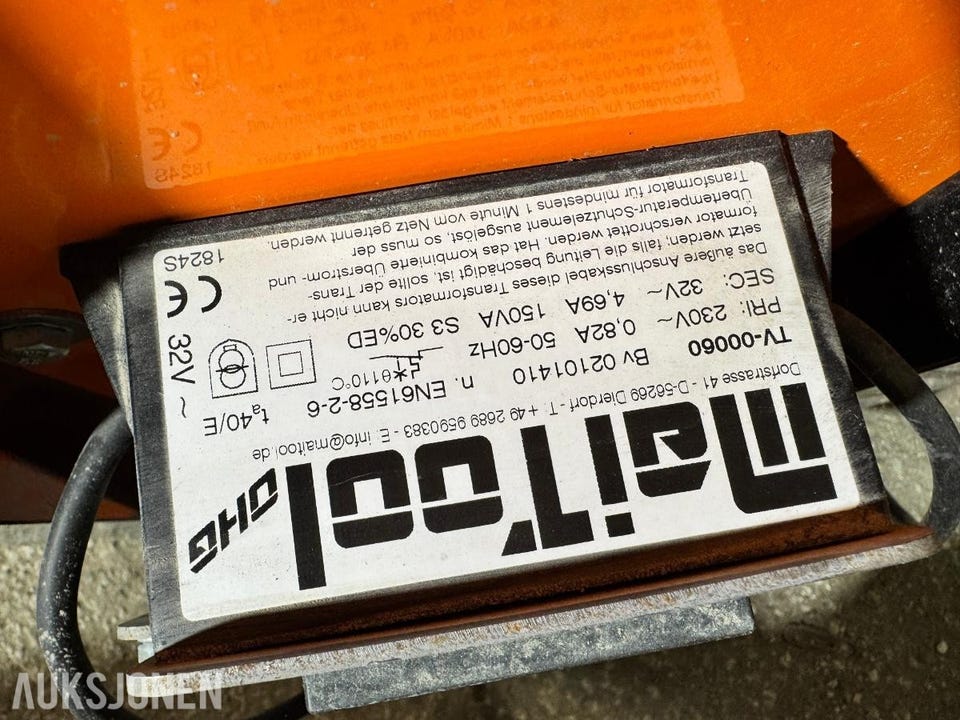 MaiTool OHG
Dorfstrasse 41 - D-56269 Dierdorf - T. + 49 2689 9590383 - E. info@maitool.de
TV-00060 Bv 02101410 n. EN61558-2-6 ta40/E
PRI: 230V~ 0,82A 50-60Hz ϑ110°C
SEC: 32V~ 4,69A 150VA S3 30%ED 32V ~
Das äußere Anschlusskabel dieses Transformators kann nicht er-
setzt werden; falls die Leitung beschädigt ist, sollte der Trans-
formator verschrottet werden. Hat das kombinierte Überstrom- und
Übertemperatur-Schutzelement ausgelöst, so muss der
Transformator für mindestens 1 Minute vom Netz getrennt werden.
CE
1824S
AUKSJONEN